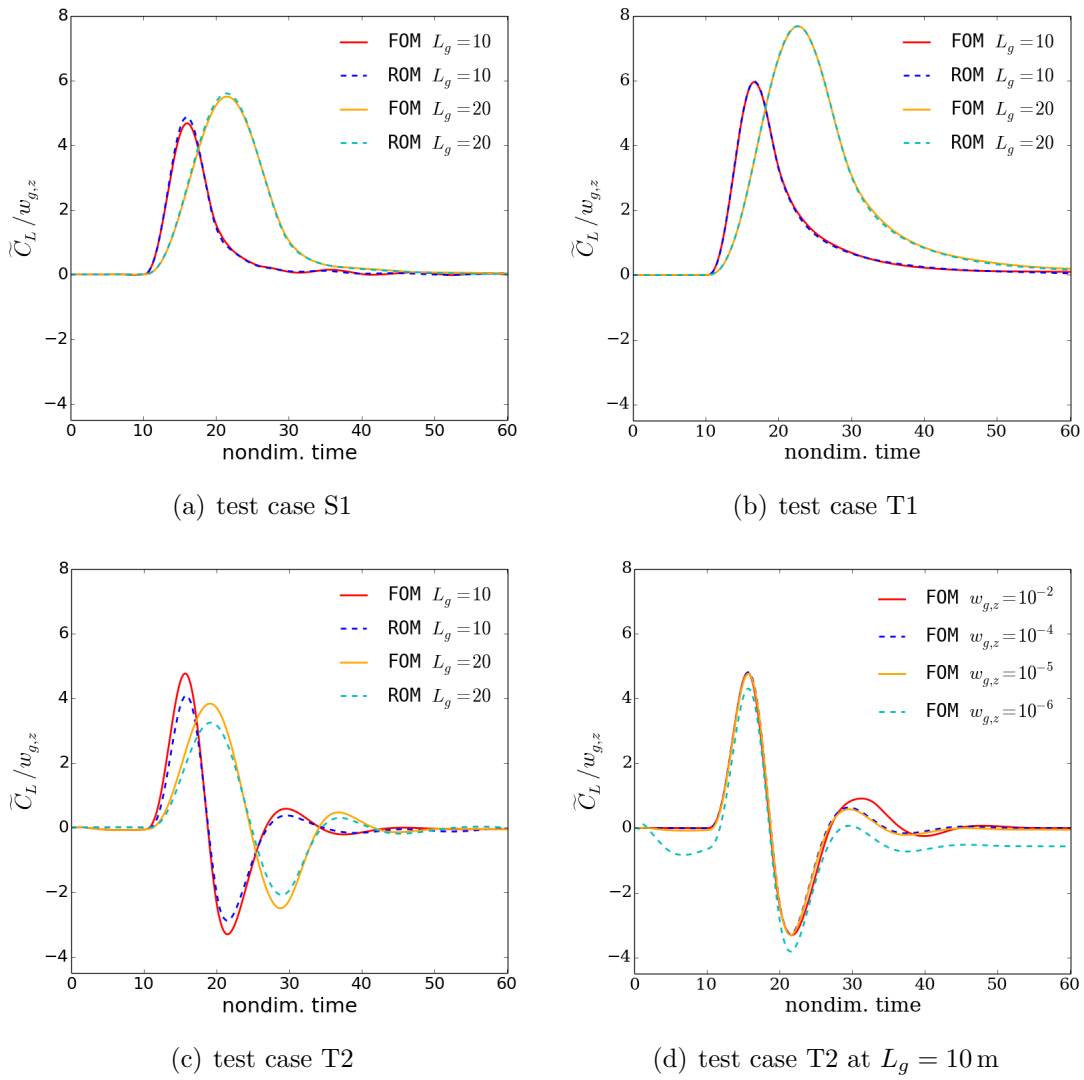 8
6
4
2
0
−2
−4
0 10 20 30 40 50 60
C̃_L / w_{g,z}
nondim. time
FOM L_g = 10
ROM L_g = 10
FOM L_g = 20
ROM L_g = 20
(a) test case S1
8
6
4
2
0
−2
−4
0 10 20 30 40 50 60
C̃_L / w_{g,z}
nondim. time
FOM L_g = 10
ROM L_g = 10
FOM L_g = 20
ROM L_g = 20
(b) test case T1
8
6
4
2
0
−2
−4
0 10 20 30 40 50 60
C̃_L / w_{g,z}
nondim. time
FOM L_g = 10
ROM L_g = 10
FOM L_g = 20
ROM L_g = 20
(c) test case T2
8
6
4
2
0
−2
−4
0 10 20 30 40 50 60
C̃_L / w_{g,z}
nondim. time
FOM w_{g,z} = 10⁻²
FOM w_{g,z} = 10⁻⁴
FOM w_{g,z} = 10⁻⁵
FOM w_{g,z} = 10⁻⁶
(d) test case T2 at L_g = 10 m